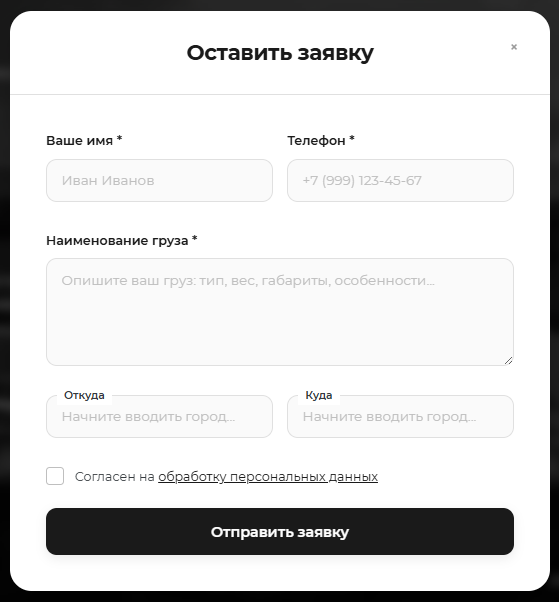 Оставить заявку
×
Ваше имя *
Телефон *
Иван Иванов
+7 (999) 123-45-67
Наименование груза *
Опишите ваш груз: тип, вес, габариты, особенности...
Откуда
Куда
Начните вводить город...
Начните вводить город...
Согласен на обработку персональных данных
Отправить заявку